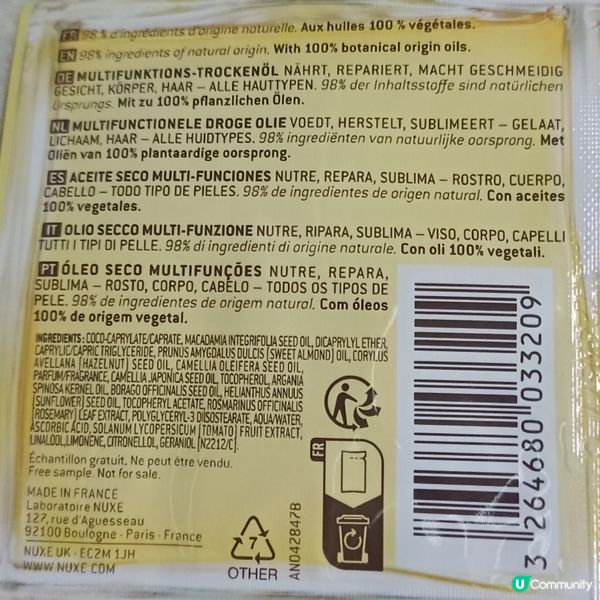 FR 98% d'ingrédients d'origine naturelle. Aux huiles 100 % végétales.
EN 98% ingredients of natural origin. With 100% botanical origin oils.
DE MULTIFUNKTIONS-TROCKENÖL NÄHRT, REPARIERT, MACHT GESCHMEIDIG
GESICHT, KÖRPER, HAAR – ALLE HAUTTYPEN. 98% der Inhaltsstoffe sind natürlichen
Ursprungs. Mit zu 100% pflanzlichen Ölen.
NL MULTIFUNCTIONELE DROGE OLIE VOEDT, HERSTELT, SUBLIMEERT – GELAAT,
LICHAAM, HAAR – ALLE HUIDTYPES. 98% ingrediënten van natuurlijke oorsprong. Met
Oliën van 100% plantaardige oorsprong.
ES ACEITE SECO MULTI-FUNCIONES NUTRE, REPARA, SUBLIMA – ROSTRO, CUERPO,
CABELLO – TODO TIPO DE PIELES. 98% de ingredientes de origen natural. Con aceites
100% vegetales.
IT OLIO SECCO MULTI-FUNZIONE NUTRE, RIPARA, SUBLIMA – VISO, CORPO, CAPELLI
TUTTI I TIPI DI PELLE. 98% di ingredienti di origine naturale. Con oli 100% vegetali.
PT ÓLEO SECO MULTIFUNÇÕES NUTRE, REPARA,
SUBLIMA – ROSTO, CORPO, CABELO – TODOS OS TIPOS DE
PELE. 98% de ingredientes de origem natural. Com óleos
100% de origem vegetal.
INGREDIENTS: COCO-CAPRYLATE/CAPRATE, MACADAMIA INTEGRIFOLIA SEED OIL, DICAPRYLYL ETHER,
CAPRYLIC/CAPRIC TRIGLYCERIDE, PRUNUS AMYGDALUS DULCIS (SWEET ALMOND) OIL, CORYLUS
AVELLANA (HAZELNUT) SEED OIL, CAMELLIA OLEIFERA SEED OIL,
PARFUM/FRAGRANCE, CAMELLIA JAPONICA SEED OIL, TOCOPHEROL, ARGANIA
SPINOSA KERNEL OIL, BORAGO OFFICINALIS SEED OIL, HELIANTHUS ANNUUS
(SUNFLOWER) SEED OIL, TOCOPHERYL ACETATE, ROSMARINUS OFFICINALIS
(ROSEMARY) LEAF EXTRACT, POLYGLYCERYL-3 DIISOSTEARATE, AQUA/WATER,
ASCORBIC ACID, SOLANUM LYCOPERSICUM (TOMATO) FRUIT EXTRACT,
LINALOOL, LIMONENE, CITRONELLOL, GERANIOL (N2212/C).
Échantillon gratuit. Ne peut être vendu.
Free sample. Not for sale.
MADE IN FRANCE
Laboratoire NUXE
127, rue d'Aguesseau
92100 Boulogne - Paris - France
NUXE UK - EC2M 1JH
WWW.NUXE.COM
7
OTHER
AN042847B
FR
3 264680 033209
U Community